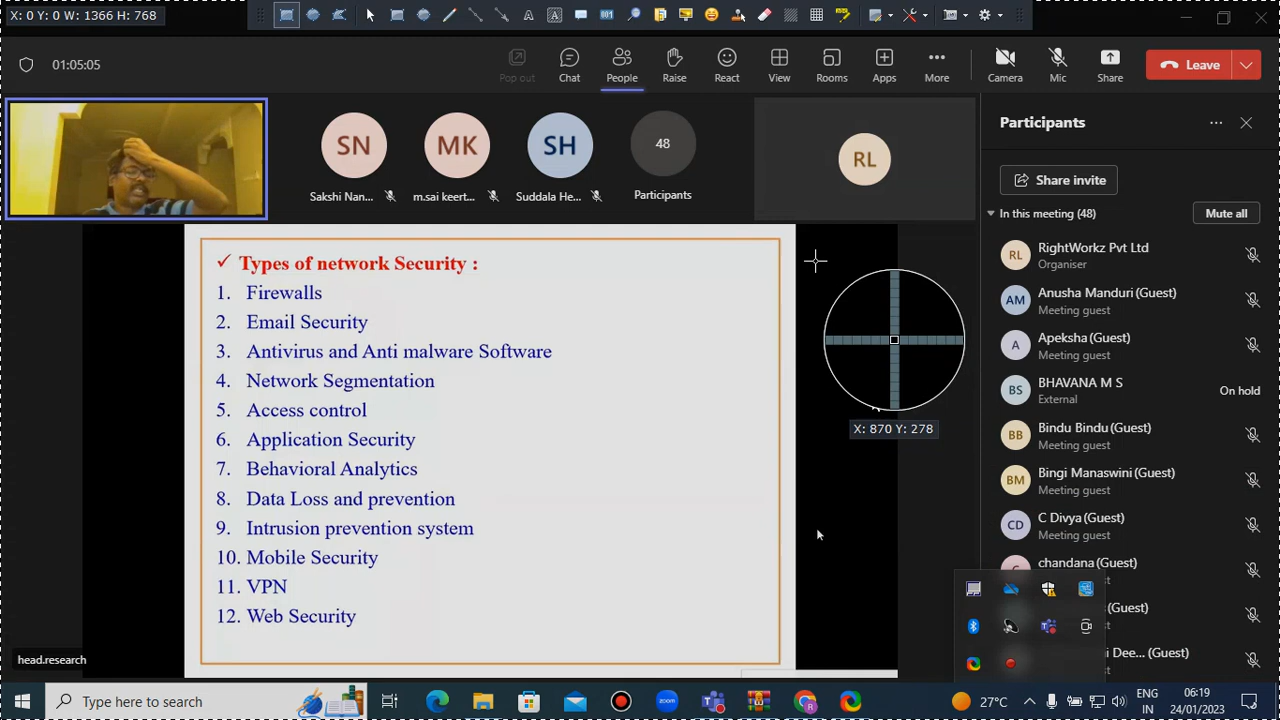 X: 0 Y: 0 W: 1366 H: 768
01:05:05
Pop out
Chat
People
Raise
React
View
Rooms
Apps
More
Camera
Mic
Share
Leave
SN
MK
SH
48
RL
Sakshi Nan...
m.sai keert...
Suddala He...
Participants
Participants
Share invite
In this meeting (48)
Mute all
RL
RightWorkz Pvt Ltd
Organiser
AM
Anusha Manduri (Guest)
Meeting guest
A
Apeksha (Guest)
Meeting guest
BS
BHAVANA M S
External
On hold
BB
Bindu Bindu (Guest)
Meeting guest
BM
Bingi Manaswini (Guest)
Meeting guest
CD
C Divya (Guest)
Meeting guest
chandana (Guest)
(Guest)
Dee... (Guest)
✓ Types of network Security :
1. Firewalls
2. Email Security
3. Antivirus and Anti malware Software
4. Network Segmentation
5. Access control
6. Application Security
7. Behavioral Analytics
8. Data Loss and prevention
9. Intrusion prevention system
10. Mobile Security
11. VPN
12. Web Security
X: 870 Y: 278
head.research
Type here to search
zoom
27°C
ENG
IN
06:19
24/01/2023